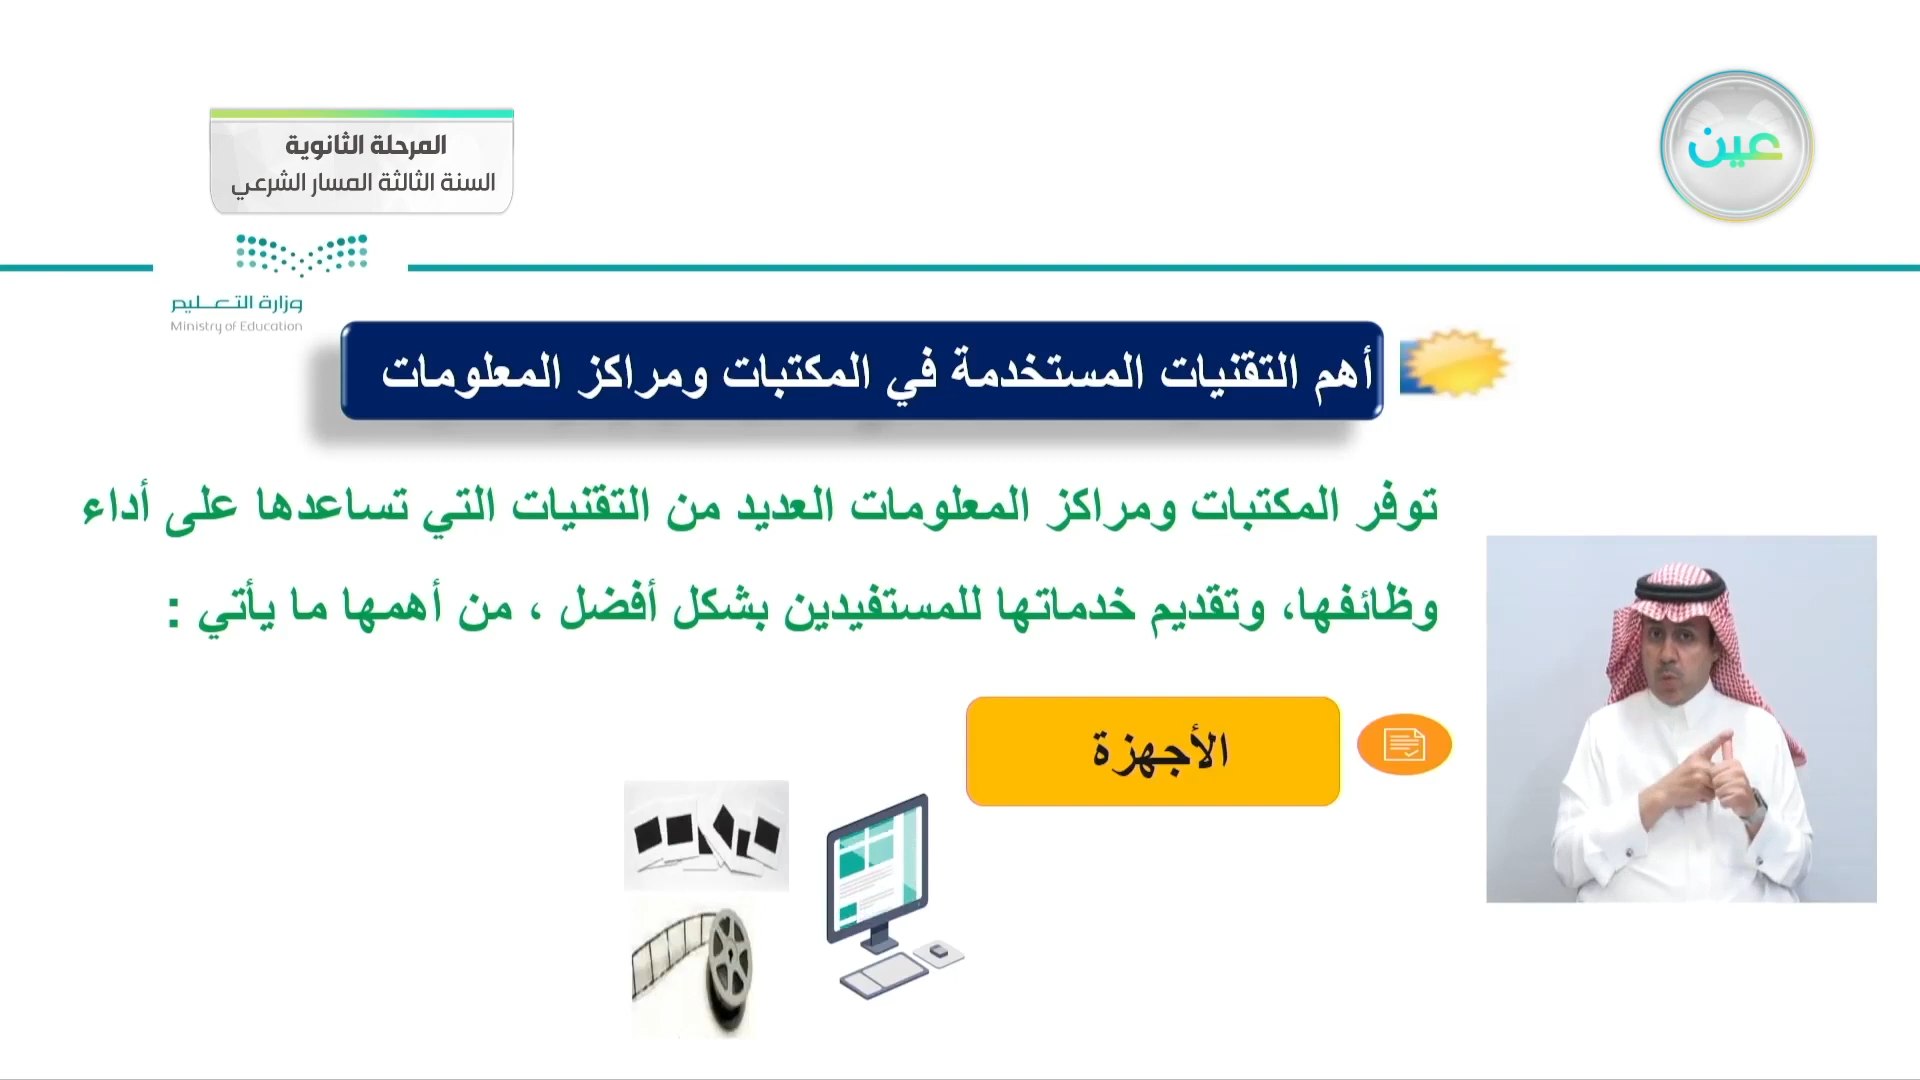 المرحلة الثانوية
السنة الثالثة المسار الشرعي
عين
وزارة التعليم
Ministry of Education
أهم التقنيات المستخدمة في المكتبات ومراكز المعلومات
توفر المكتبات ومراكز المعلومات العديد من التقنيات التي تساعدها على أداء
وظائفها، وتقديم خدماتها للمستفيدين بشكل أفضل ، من أهمها ما يأتي :
الأجهزة